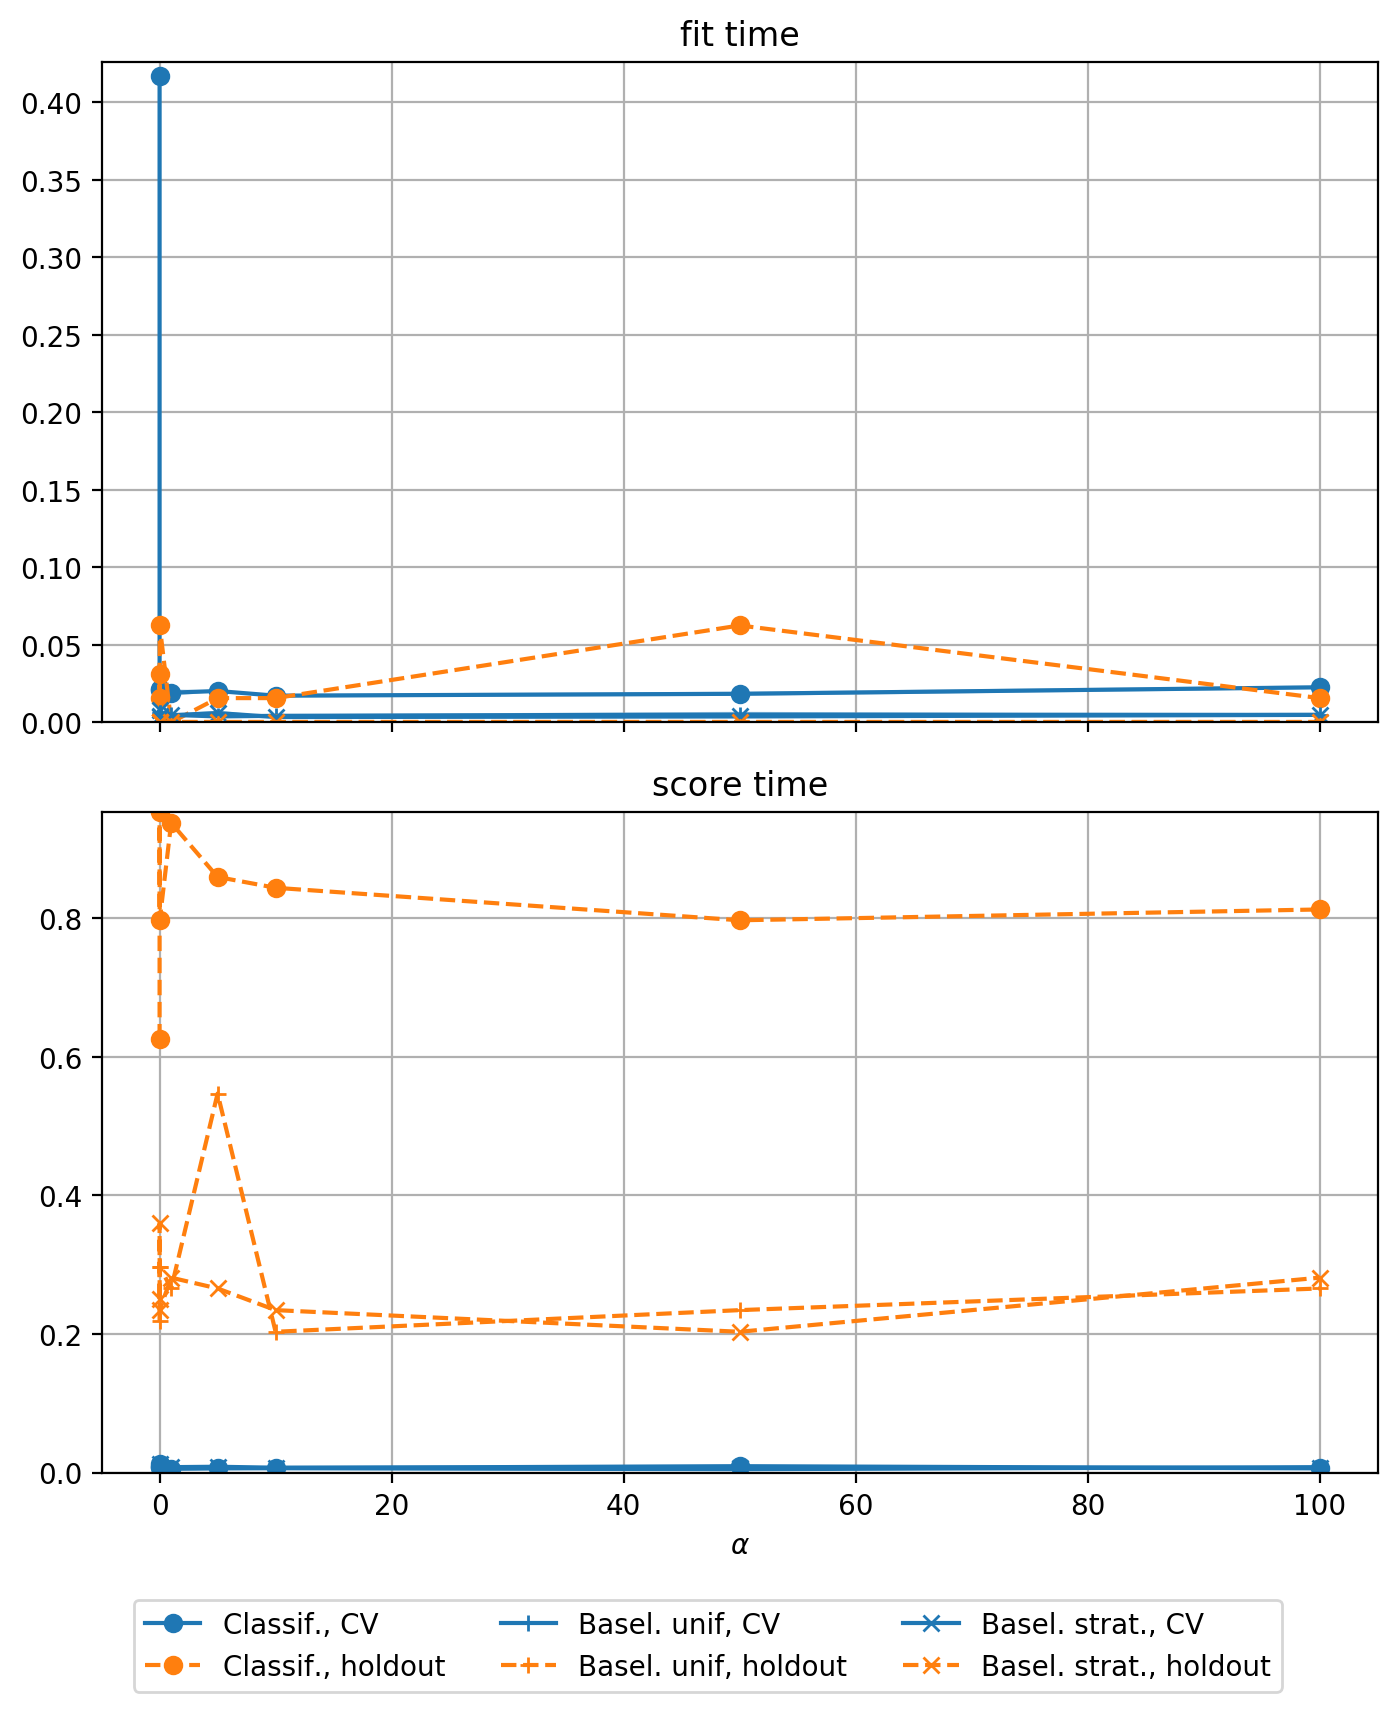 fit time
0.40
0.35
0.30
0.25
0.20
0.15
0.10
0.05
0.00
score time
0.8
0.6
0.4
0.2
0.0
0 20 40 60 80 100
α
Classif., CV Basel. unif, CV Basel. strat., CV
Classif., holdout Basel. unif, holdout Basel. strat., holdout